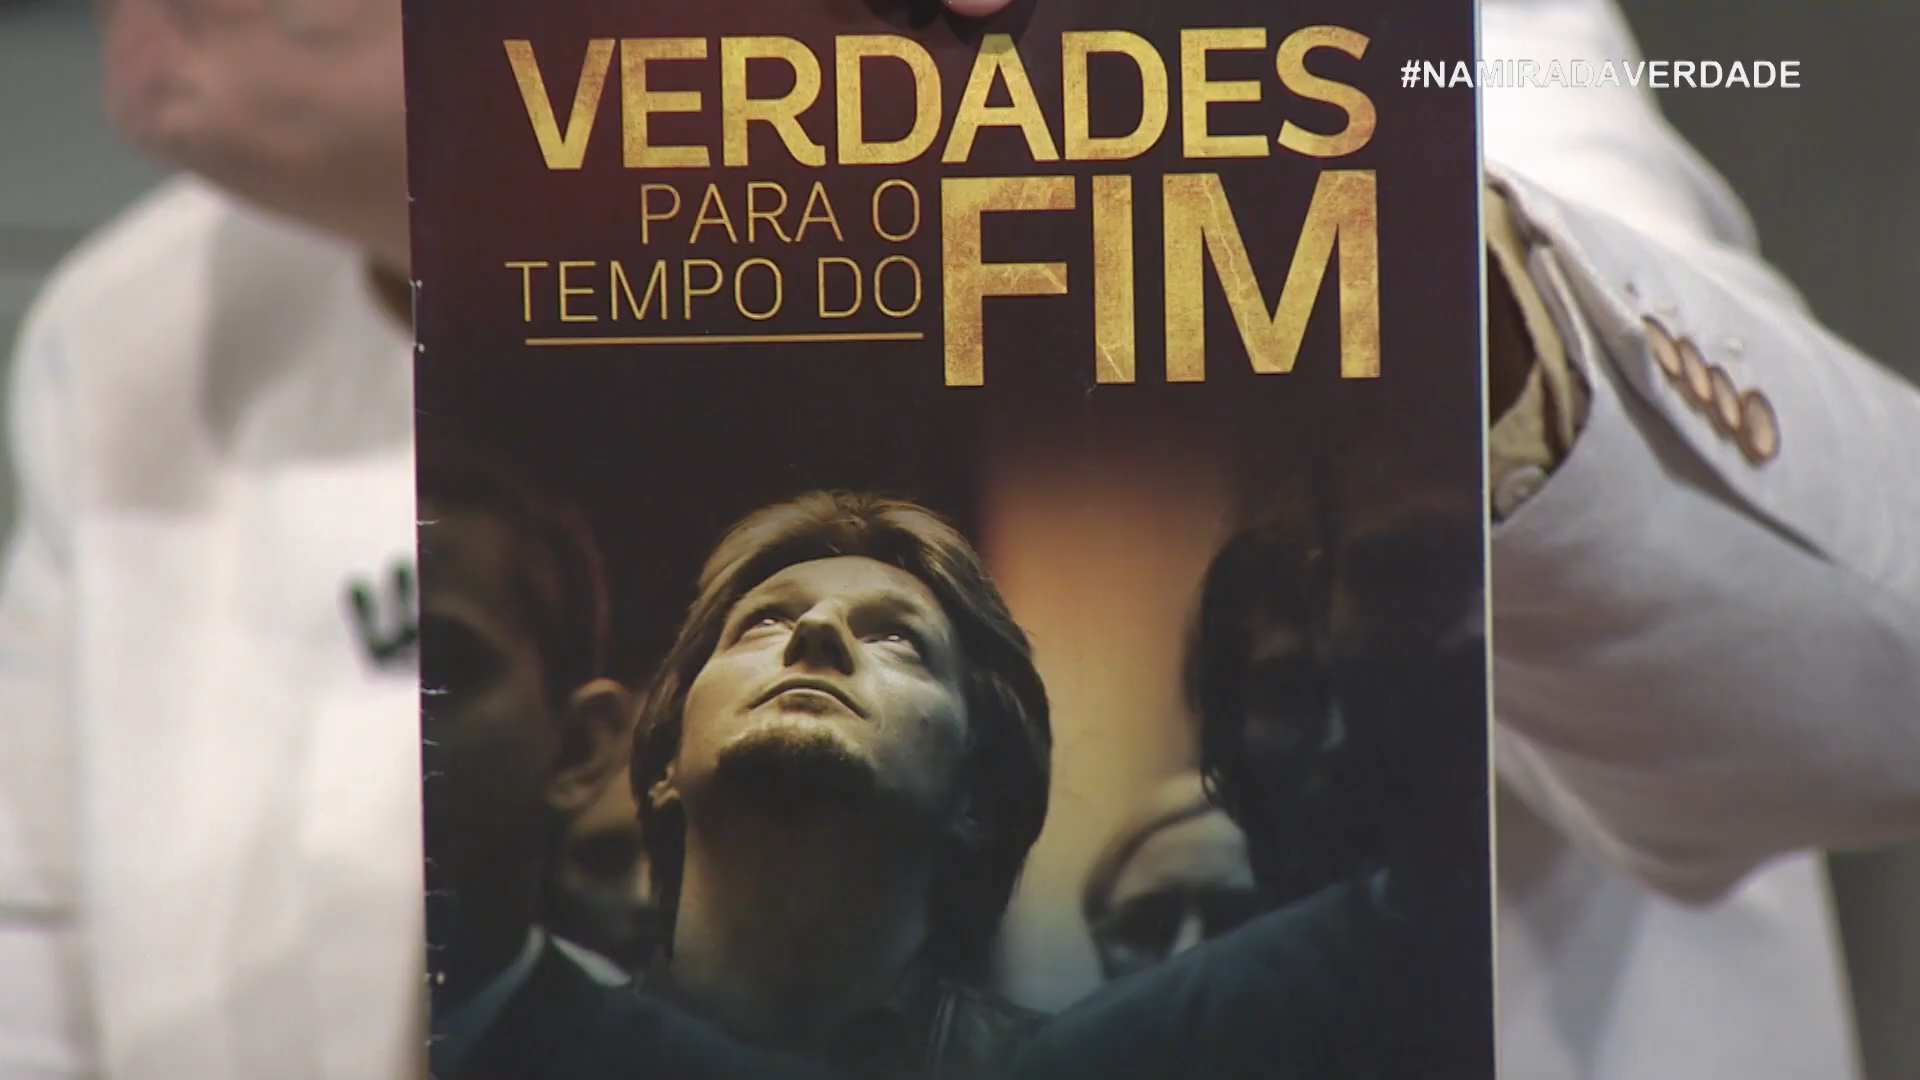 VERDADES
PARA O
TEMPO DO
FIM
#NAMIRADAVERDADE